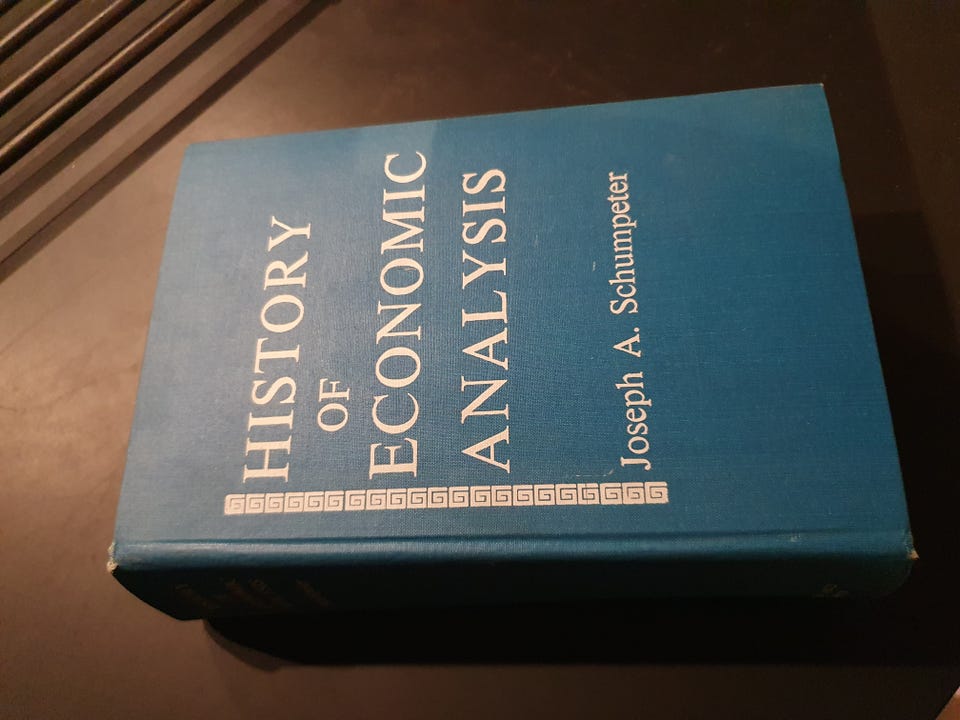 HISTORY
OF
ECONOMIC
ANALYSIS
Joseph A. Schumpeter